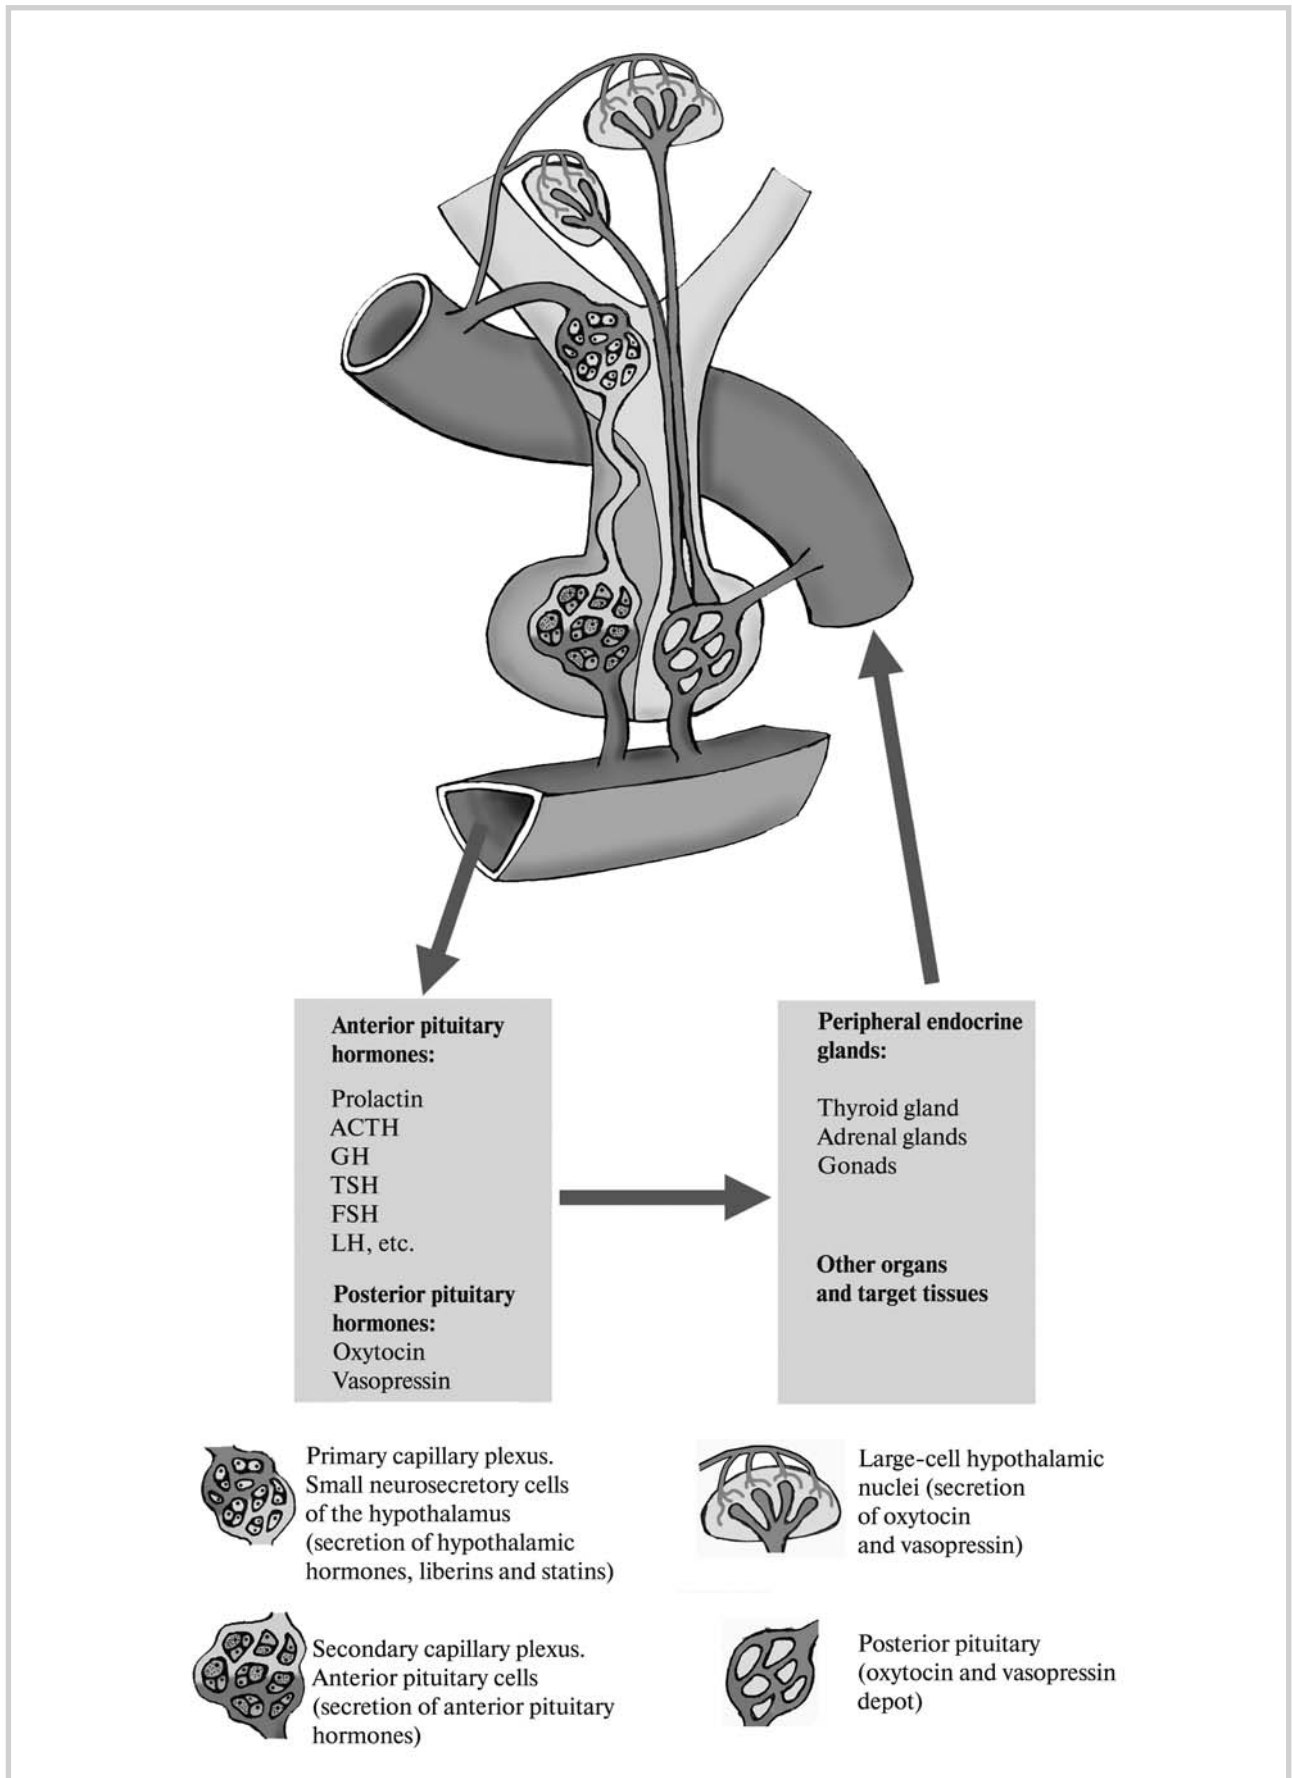 Anterior pituitary
hormones:
Prolactin
ACTH
GH
TSH
FSH
LH, etc.
Posterior pituitary
hormones:
Oxytocin
Vasopressin
Peripheral endocrine
glands:
Thyroid gland
Adrenal glands
Gonads
Other organs
and target tissues
Primary capillary plexus.
Small neurosecretory cells
of the hypothalamus
(secretion of hypothalamic
hormones, liberins and statins)
Large-cell hypothalamic
nuclei (secretion
of oxytocin
and vasopressin)
Secondary capillary plexus.
Anterior pituitary cells
(secretion of anterior pituitary
hormones)
Posterior pituitary
(oxytocin and vasopressin
depot)